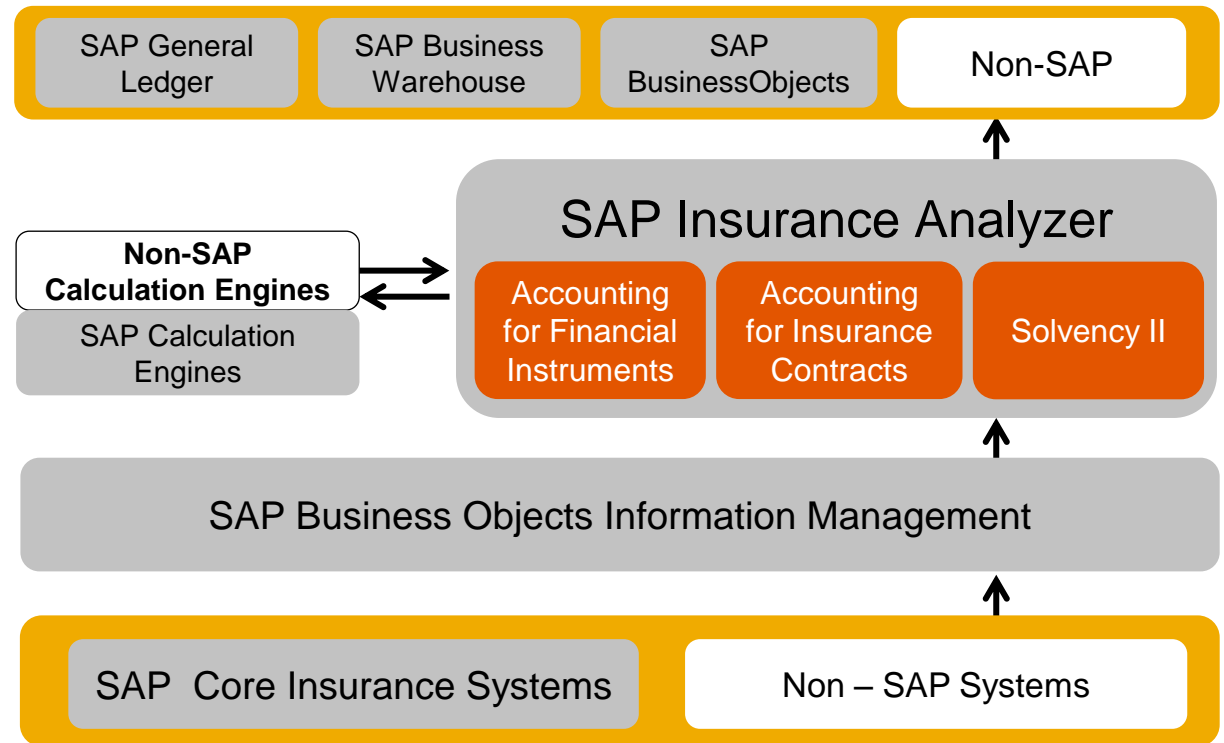 SAP General
Ledger
SAP Business
Warehouse
SAP
BusinessObjects
Non-SAP
SAP Insurance Analyzer
Non-SAP
Calculation Engines
SAP Calculation
Engines
Accounting
for Financial
Instruments
Accounting
for Insurance
Contracts
Solvency II
SAP Business Objects Information Management
SAP Core Insurance Systems
Non – SAP Systems